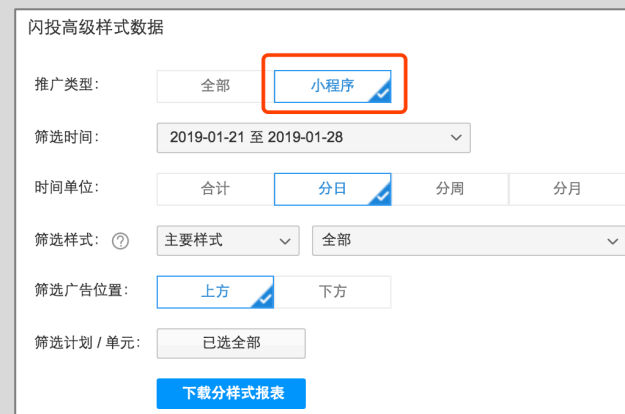 闪投高级样式数据
推广类型: 全部 小程序
筛选时间: 2019-01-21 至 2019-01-28
时间单位: 合计 分日 分周 分月
筛选样式: ? 主要样式 全部
筛选广告位置: 上方 下方
筛选计划 / 单元: 已选全部
下载分样式报表